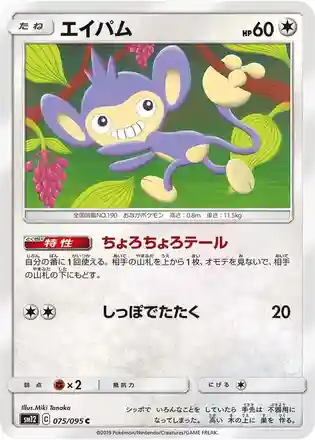 たね エイパム HP60
全国図鑑NO.190 おながポケモン 高さ：0.8m 重さ：11.5kg
特性 ちょろちょろテール
自分の番に1回使える。相手の山札を上から1枚、オモテを見ないで、相手の山札の下にもどす。
しっぽでたたく 20
弱点 ×2 抵抗力 にげる
Illus.Miki Tanaka
sm12 C 075/095 C
シッポで いろんなことを していたら 手先は 不器用に
©2019 Pokémon/Nintendo/Creatures/GAME FREAK.